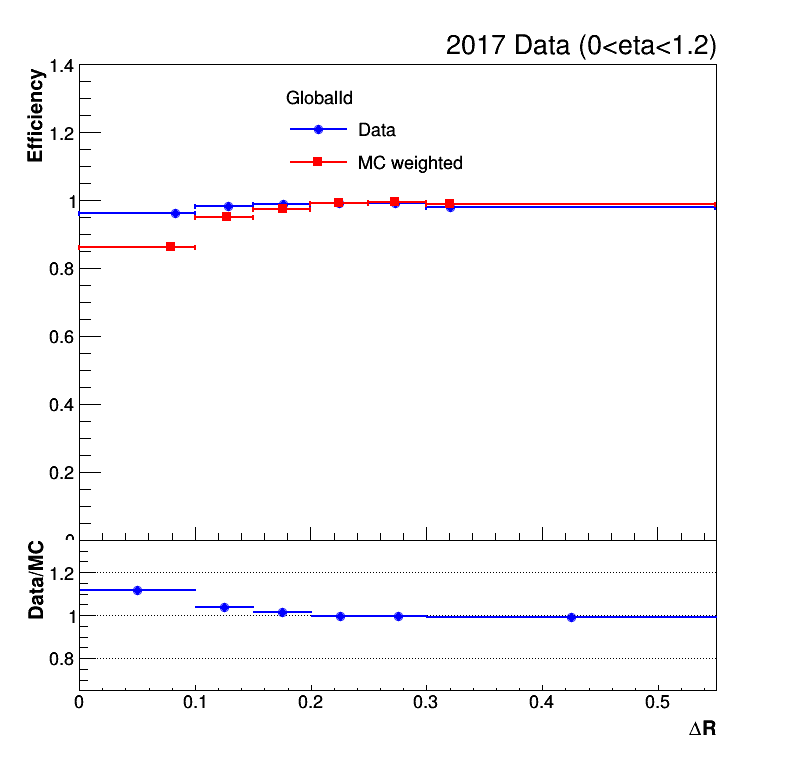 2017 Data (0<eta<1.2)
Efficiency
1.4
1.2
1
0.8
0.6
0.4
0.2
0
GlobalId
Data
MC weighted
Data/MC
1.2
1
0.8
0 0.1 0.2 0.3 0.4 0.5
ΔR